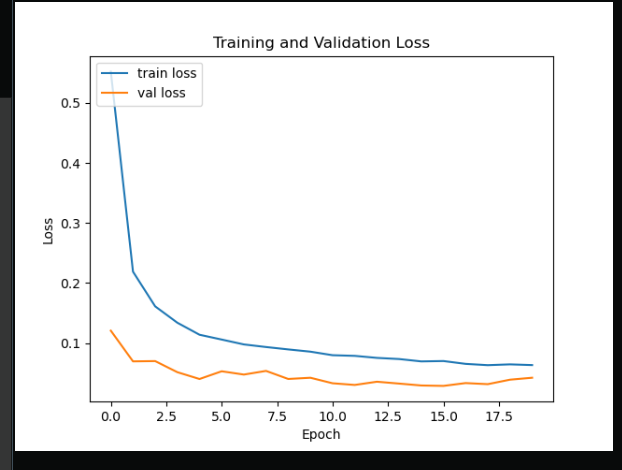 Training and Validation Loss
train loss
val loss
Loss
0.5
0.4
0.3
0.2
0.1
0.0 2.5 5.0 7.5 10.0 12.5 15.0 17.5
Epoch